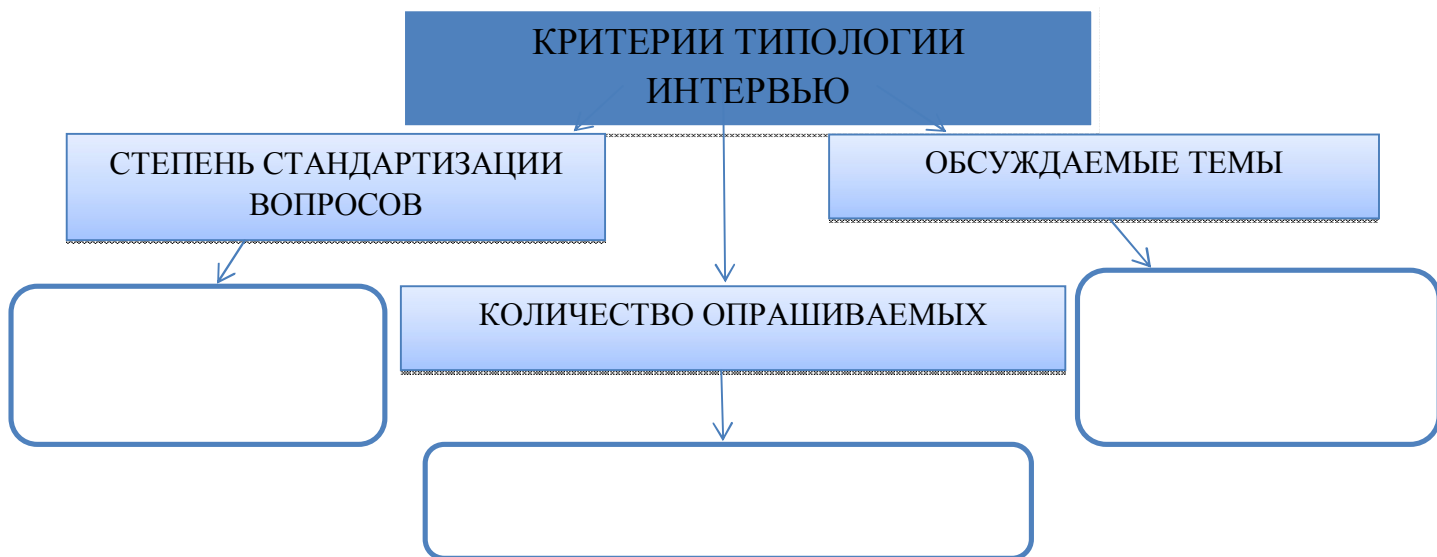 КРИТЕРИИ ТИПОЛОГИИ
ИНТЕРВЬЮ
СТЕПЕНЬ СТАНДАРТИЗАЦИИ
ВОПРОСОВ
ОБСУЖДАЕМЫЕ ТЕМЫ
КОЛИЧЕСТВО ОПРАШИВАЕМЫХ